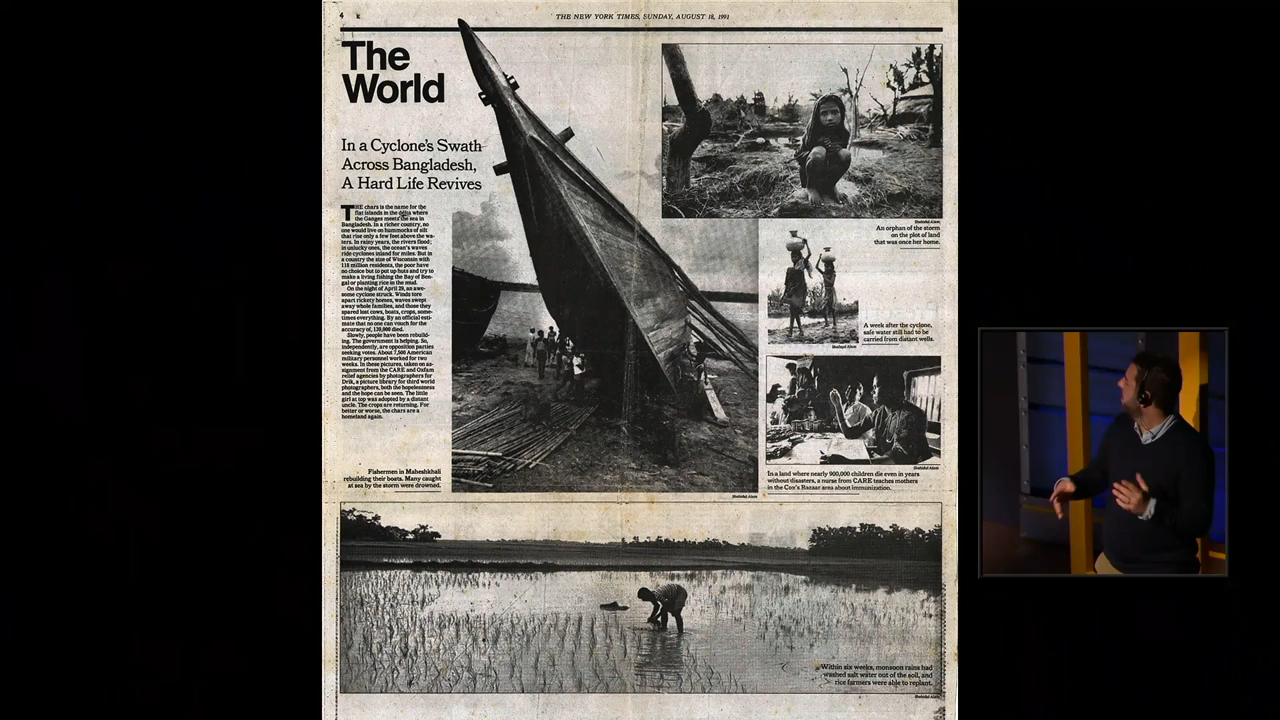 4
THE NEW YORK TIMES, SUNDAY, AUGUST 18, 1991
The
World
In a Cyclone's Swath
Across Bangladesh,
A Hard Life Revives
THE chars is the name for the
flat islands in the delta where
the Ganges meets the sea in
Bangladesh. In a richer country, no
one would live on hummocks of silt
that rise only a few feet above the wa-
ters. In rainy years, the rivers flood;
in unlucky ones, the ocean's waves
ride cyclones inland for miles. But in
a country the size of Wisconsin with
118 million residents, the poor have
no choice but to put up huts and try to
make a living fishing the Bay of Ben-
gal or planting rice in the mud.
On the night of April 29, an awe-
some cyclone struck. Winds tore
apart rickety homes, waves swept
away whole families, and those they
spared lost cows, boats, crops, some-
times everything. By an official esti-
mate that no one can vouch for the
accuracy of, 139,000 died.
Slowly, people have been rebuild-
ing. The government is helping. So,
independently, are opposition parties
seeking votes. About 7,500 American
military personnel worked for two
weeks. In these pictures, taken on as-
signment from the CARE and Oxfam
relief agencies by photographers for
Drik, a picture library for third world
photographers, both the hopelessness
and the hope can be seen. The little
girl at top was adopted by a distant
uncle. The crops are returning. For
better or worse, the chars are a
homeland again.
Fishermen in Maheshkhali
rebuilding their boats. Many caught
at sea by the storm were drowned.
Shahidul Alam
Shahidul Alam
An orphan of the storm
on the plot of land
that was once her home.
A week after the cyclone,
safe water still had to be
carried from distant wells.
Shahidul Alam
Shahidul Alam
In a land where nearly 900,000 children die even in years
without disasters, a nurse from CARE teaches mothers
in the Cox's Bazaar area about immunization.
Within six weeks, monsoon rains had
washed salt water out of the soil, and
rice farmers were able to replant.
Shahidul Alam